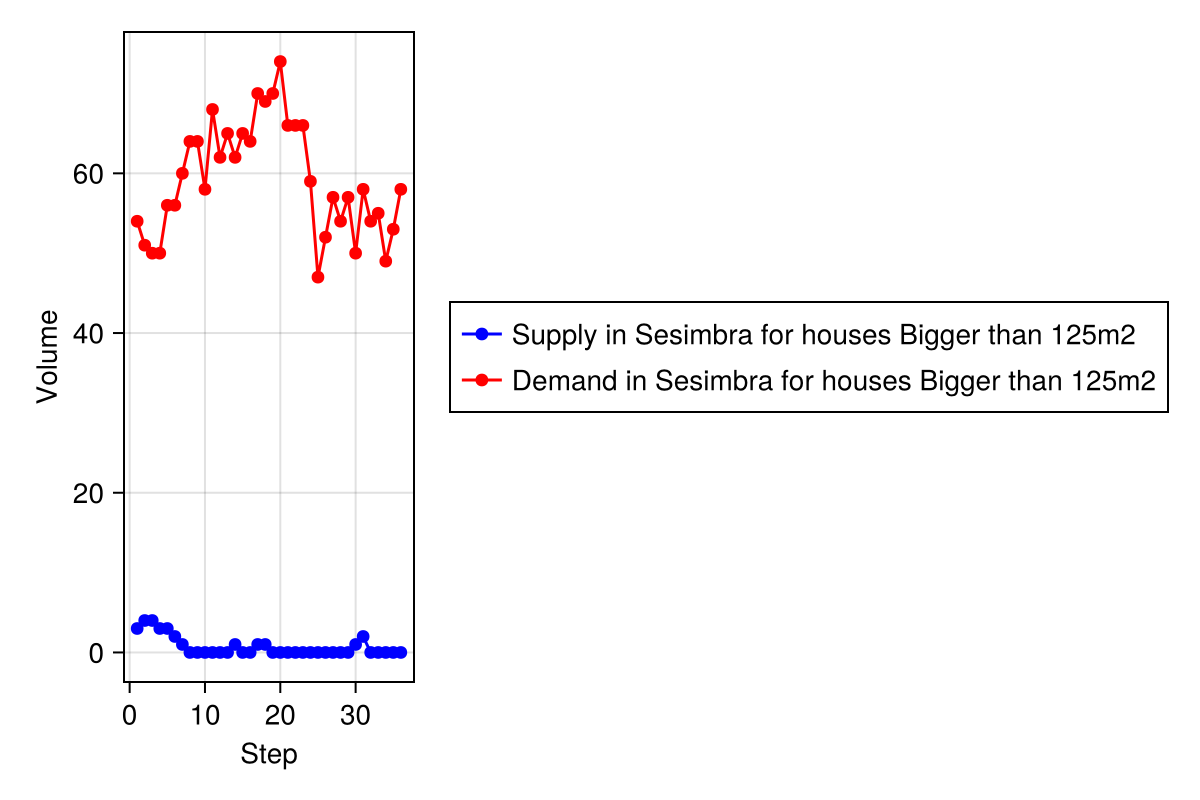 60
40
20
0
Volume
0 10 20 30
Step
Supply in Sesimbra for houses Bigger than 125m2
Demand in Sesimbra for houses Bigger than 125m2